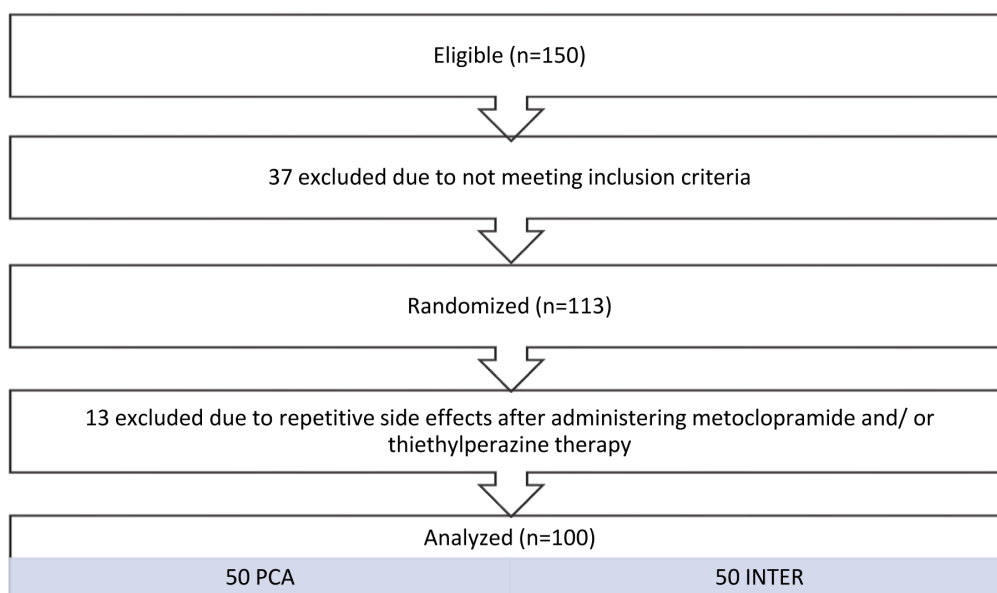 Eligible (n=150)
37 excluded due to not meeting inclusion criteria
Randomized (n=113)
13 excluded due to repetitive side effects after administering metoclopramide and/ or
thiethylperazine therapy
Analyzed (n=100)
50 PCA
50 INTER